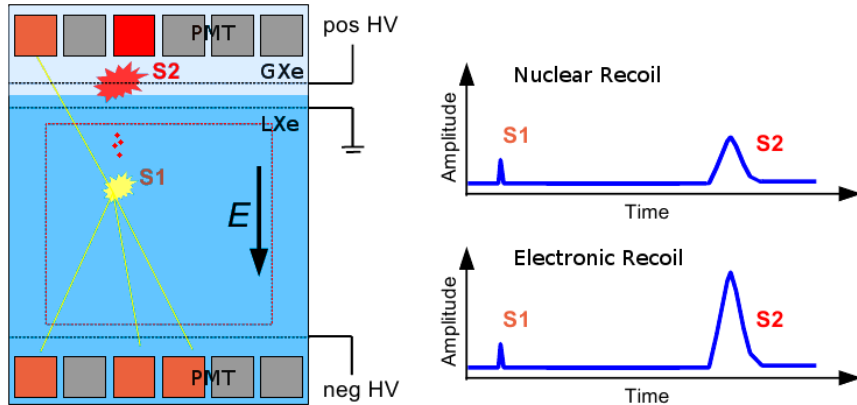 PMT
pos HV
S2
GXe
LXe
S1
E
PMT
neg HV
Nuclear Recoil
Amplitude
S1
S2
Time
Electronic Recoil
Amplitude
S1
S2
Time